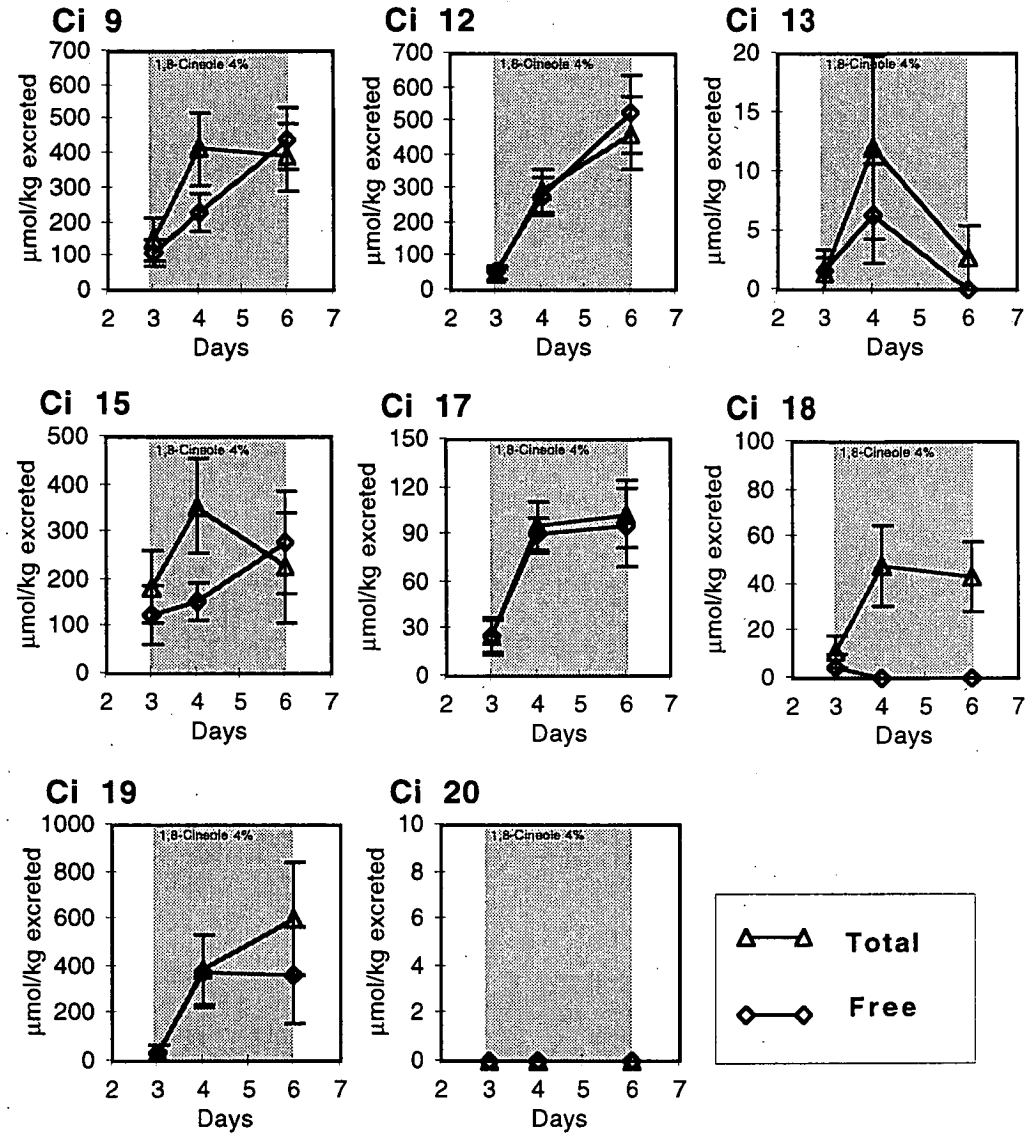 Ci 9
700
600
500
400
300
200
100
0
µmol/kg excreted
1,8-Cineole 4%
2 3 4 5 6 7
Days
Ci 12
700
600
500
400
300
200
100
0
µmol/kg excreted
1,8-Cineole 4%
2 3 4 5 6 7
Days
Ci 13
20
15
10
5
0
µmol/kg excreted
1,8-Cineole 4%
2 3 4 5 6 7
Days
Ci 15
500
400
300
200
100
0
µmol/kg excreted
1,8-Cineole 4%
2 3 4 5 6 7
Days
Ci 17
150
120
90
60
30
0
µmol/kg excreted
1,8-Cineole 4%
2 3 4 5 6 7
Days
Ci 18
100
80
60
40
20
0
µmol/kg excreted
1,8-Cineole 4%
2 3 4 5 6 7
Days
Ci 19
1000
800
600
400
200
0
µmol/kg excreted
1,8-Cineole 4%
2 3 4 5 6 7
Days
Ci 20
10
8
6
4
2
0
µmol/kg excreted
1,8-Cineole 4%
2 3 4 5 6 7
Days
Total
Free